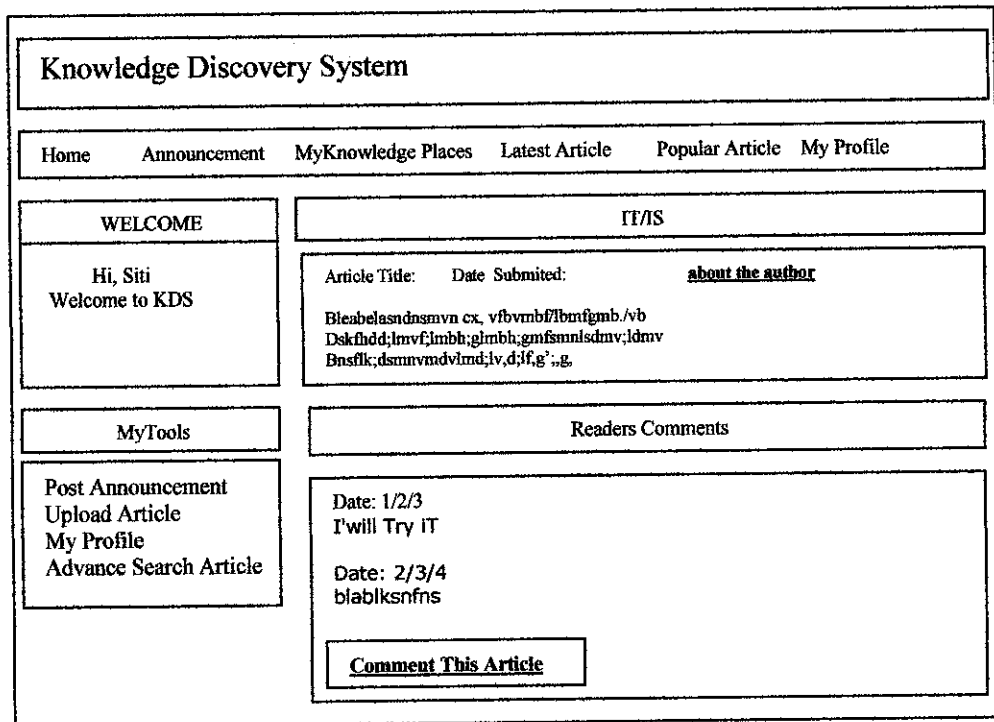 Knowledge Discovery System
Home Announcement MyKnowledge Places Latest Article Popular Article My Profile
WELCOME
Hi, Siti
Welcome to KDS
MyTools
Post Announcement
Upload Article
My Profile
Advance Search Article
IT/IS
Article Title: Date Submited: about the author
Bleabelasndnsmvn cx, vfbvmbf/lbmfgmb./vb
Dskfhdd;lmvf;lmbh;glmbh;gmfsmnlsdmv;ldmv
Bnsflk;dsmnvmdvlmd;lv,d;lf,g';,g,
Readers Comments
Date: 1/2/3
I'will Try iT
Date: 2/3/4
blablksnfns
Comment This Article